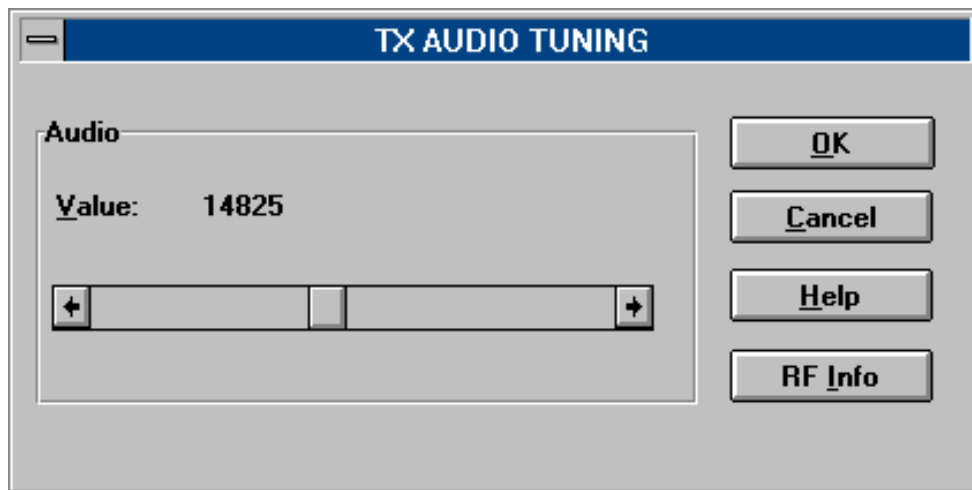 TX AUDIO TUNING
Audio
Value: 14825
OK
Cancel
Help
RF Info